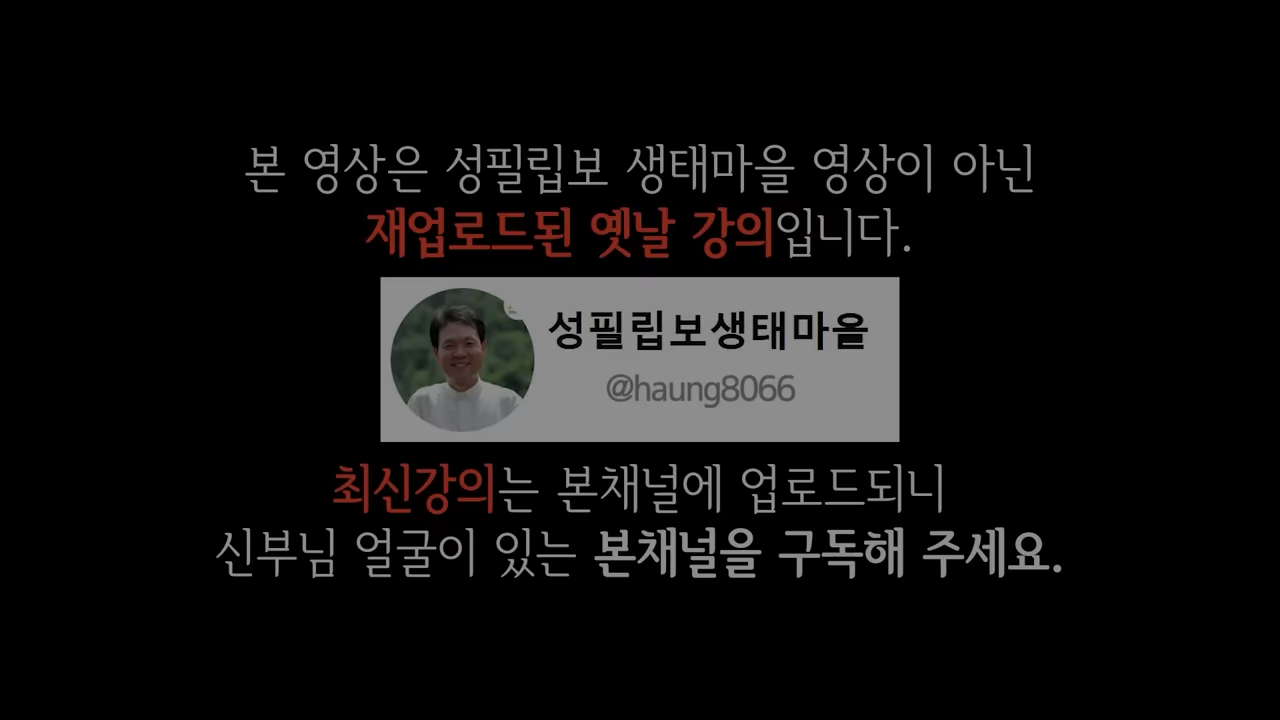 본 영상은 성필립보 생태마을 영상이 아닌
재업로드된 옛날 강의입니다.
성필립보생태마을
@haung8066
최신강의는 본채널에 업로드되니
신부님 얼굴이 있는 본채널을 구독해 주세요.